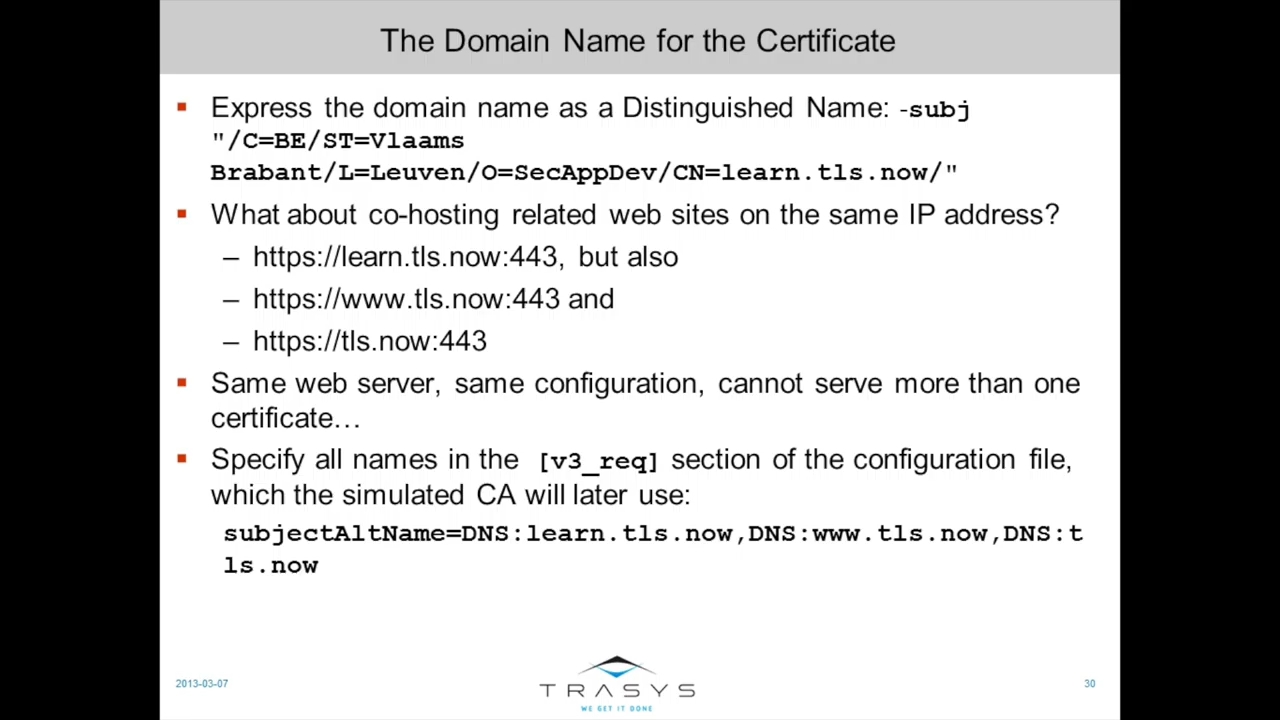 The Domain Name for the Certificate
Express the domain name as a Distinguished Name: -subj
"/C=BE/ST=Vlaams
Brabant/L=Leuven/O=SecAppDev/CN=learn.tls.now/"
What about co-hosting related web sites on the same IP address?
– https://learn.tls.now:443, but also
– https://www.tls.now:443 and
– https://tls.now:443
Same web server, same configuration, cannot serve more than one
certificate…
Specify all names in the [v3_req] section of the configuration file,
which the simulated CA will later use:
subjectAltName=DNS:learn.tls.now,DNS:www.tls.now,DNS:t
ls.now
2013-03-07
TRASYS
WE GET IT DONE
30